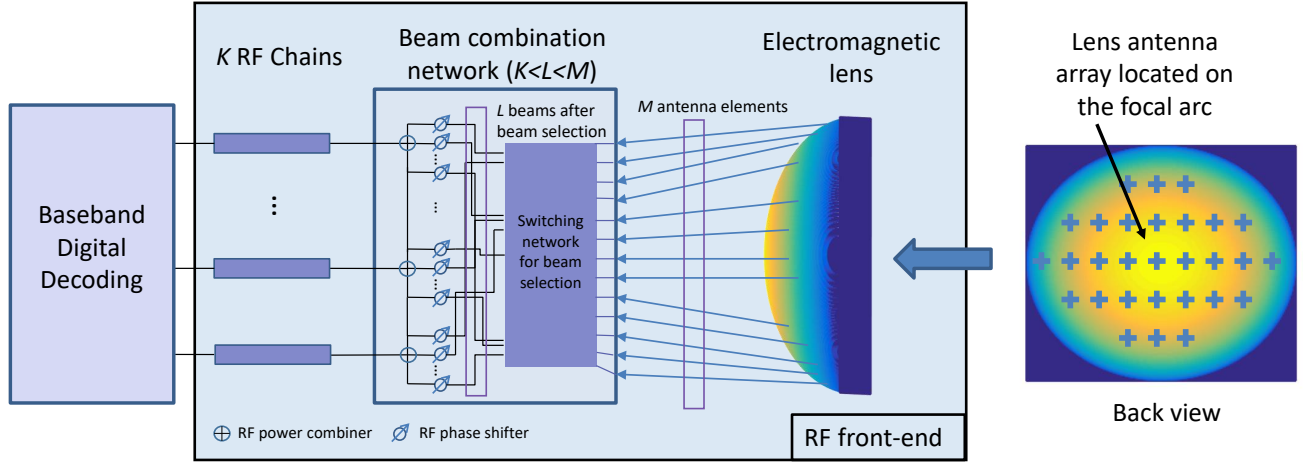 Baseband
Digital
Decoding
K RF Chains
...
Beam combination
network (K<L<M)
L beams after
beam selection
...
...
...
...
...
Switching
network
for beam
selection
M antenna elements
Electromagnetic
lens
RF power combiner
RF phase shifter
RF front-end
Lens antenna
array located on
the focal arc
Back view